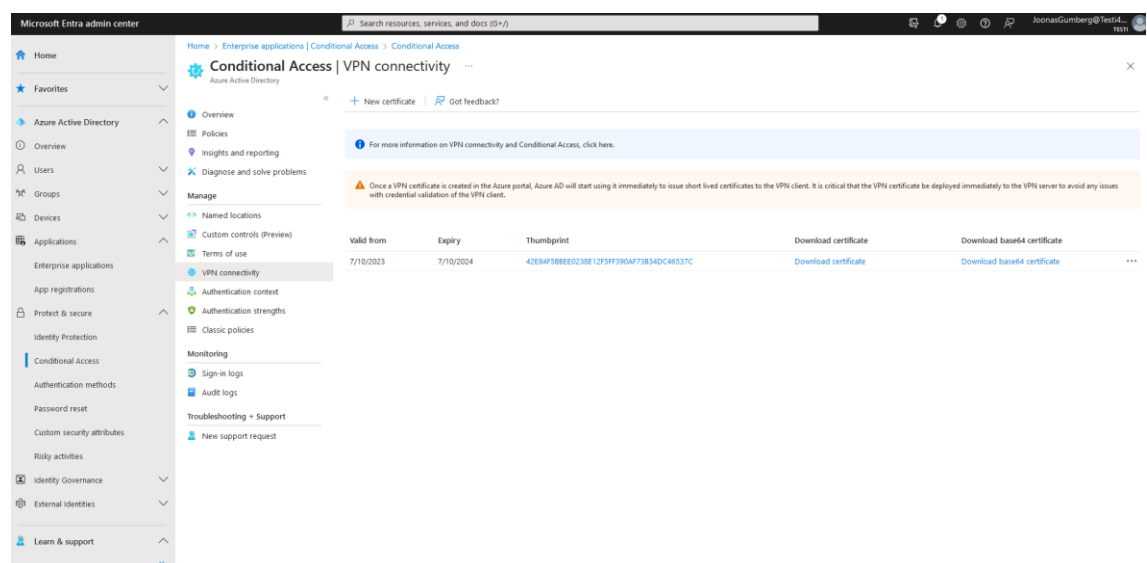 Microsoft Entra admin center
Search resources, services, and docs (G+/)
JoonasGumberg@Testi4...
TESTI
Home
Favorites
Azure Active Directory
Overview
Users
Groups
Devices
Applications
Enterprise applications
App registrations
Protect & secure
Identity Protection
Conditional Access
Authentication methods
Password reset
Custom security attributes
Risky activities
Identity Governance
External Identities
Learn & support
Home > Enterprise applications | Conditional Access > Conditional Access
Conditional Access | VPN connectivity ...
Azure Active Directory
Overview
Policies
Insights and reporting
Diagnose and solve problems
Manage
Named locations
Custom controls (Preview)
Terms of use
VPN connectivity
Authentication context
Authentication strengths
Classic policies
Monitoring
Sign-in logs
Audit logs
Troubleshooting + Support
New support request
New certificate
Got feedback?
For more information on VPN connectivity and Conditional Access, click here.
Once a VPN certificate is created in the Azure portal, Azure AD will start using it immediately to issue short lived certificates to the VPN client. It is critical that the VPN certificate be deployed immediately to the VPN server to avoid any issues
with credential validation of the VPN client.
Valid from Expiry Thumbprint Download certificate Download base64 certificate
7/10/2023 7/10/2024 42E84F5BBEE0238E12F5FF390AF73B34DC46537C Download certificate Download base64 certificate